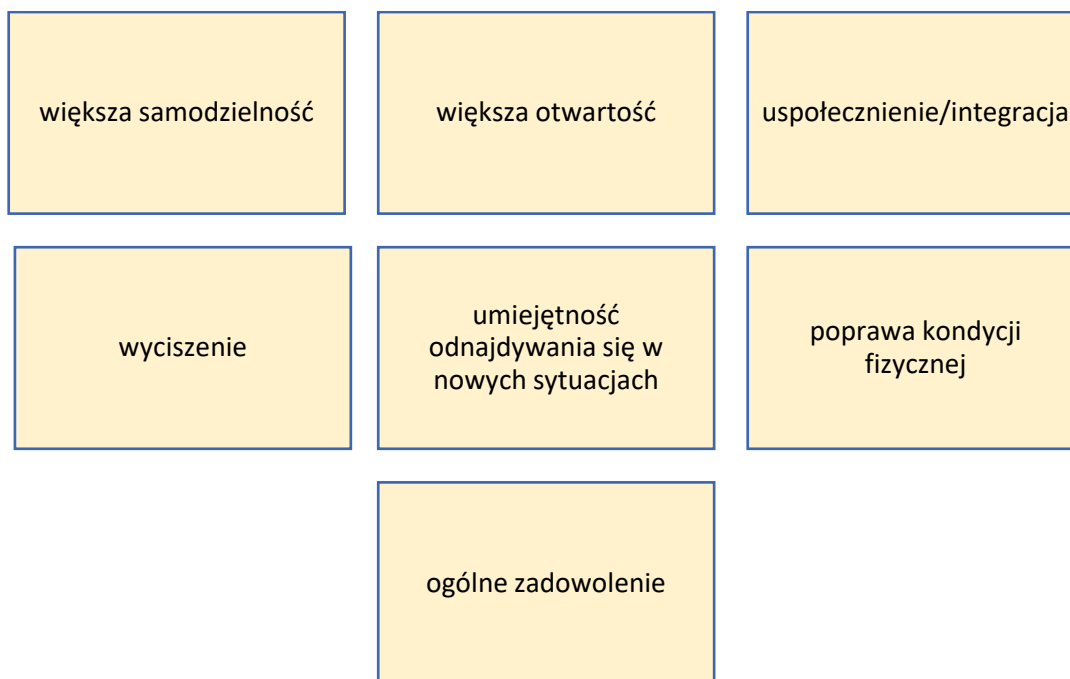 większa samodzielność
większa otwartość
uspołecznienie/integracja
wyciszenie
umiejętność
odnajdywania się w
nowych sytuacjach
poprawa kondycji
fizycznej
ogólne zadowolenie